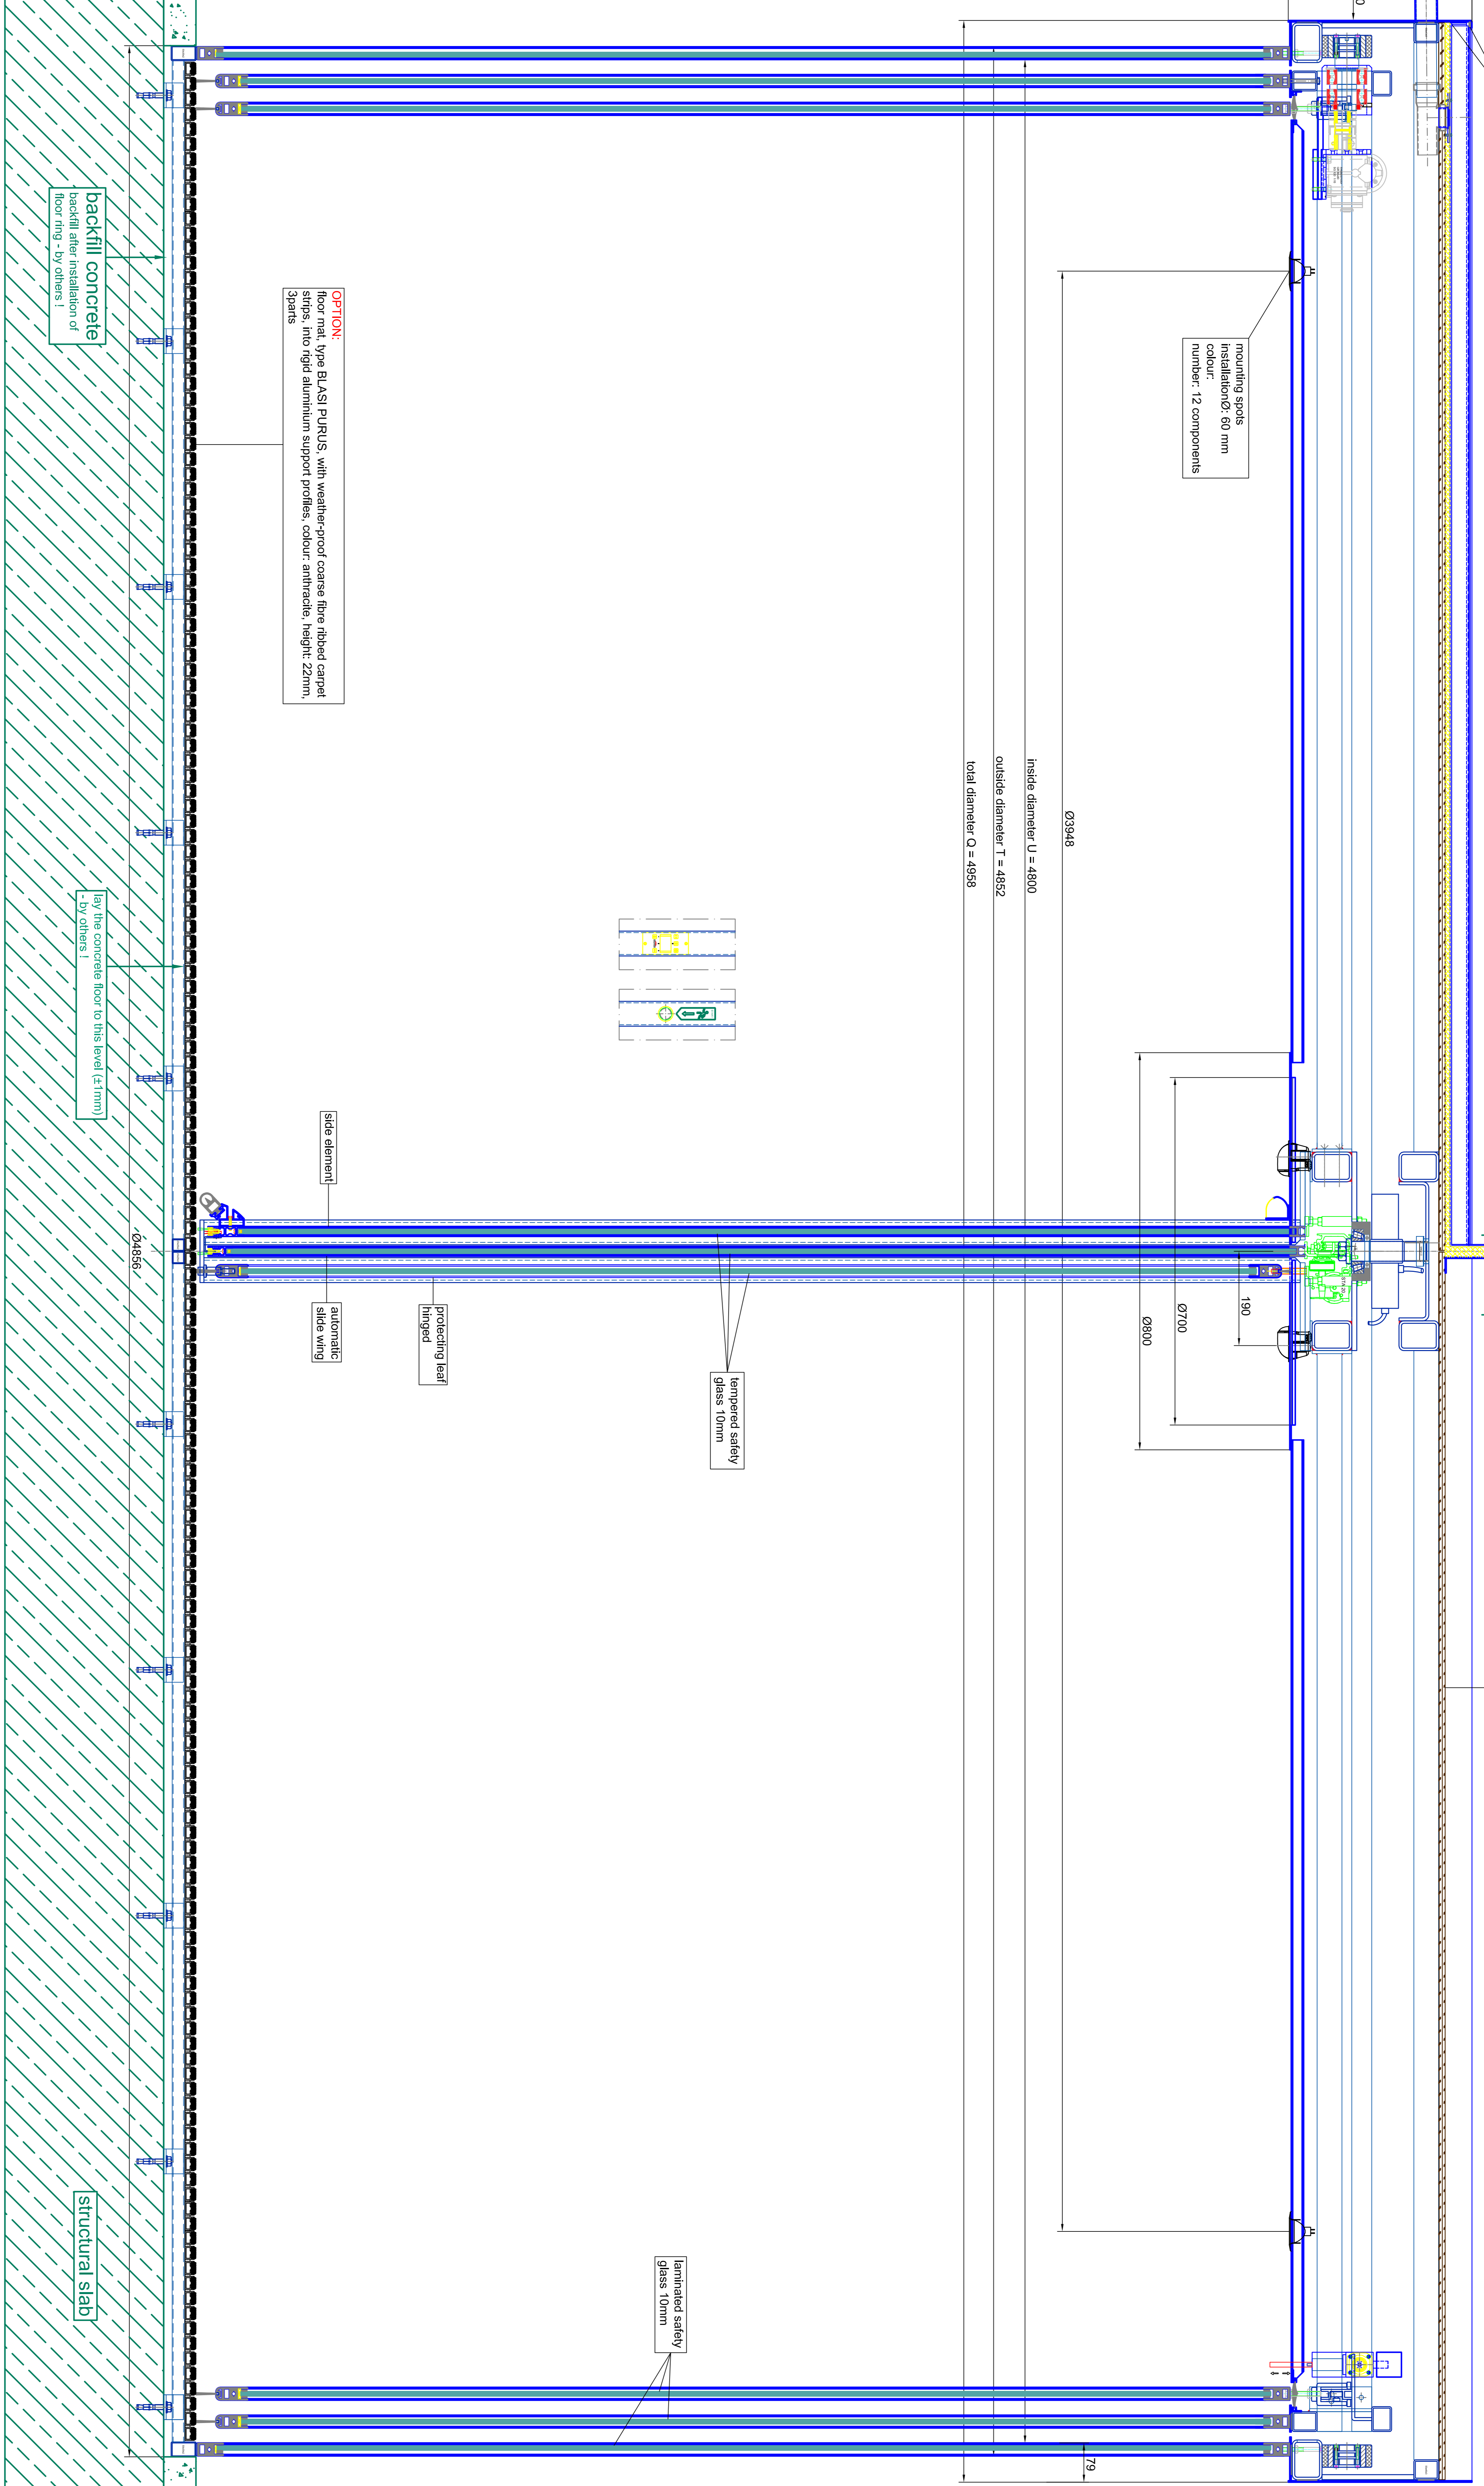 mounting spots
installationØ: 60 mm
colour:
number: 12 components
190
Ø700
Ø800
Ø3948
inside diameter U = 4800
outside diameter T = 4852
total diameter Q = 4958
79
tempered safety
glass 10mm
laminated safety
glass 10mm
protecting leaf
hinged
side element
automatic
slide wing
OPTION:
floor mat, type BLASI PURUS, with weather-proof coarse fibre ribbed carpet
strips, into rigid aluminium support profiles, colour: anthracite, height: 22mm,
3parts
Ø4856
backfill concrete
backfill after installation of
floor ring - by others !
lay the concrete floor to this level (±1mm)
- by others !
structural slab